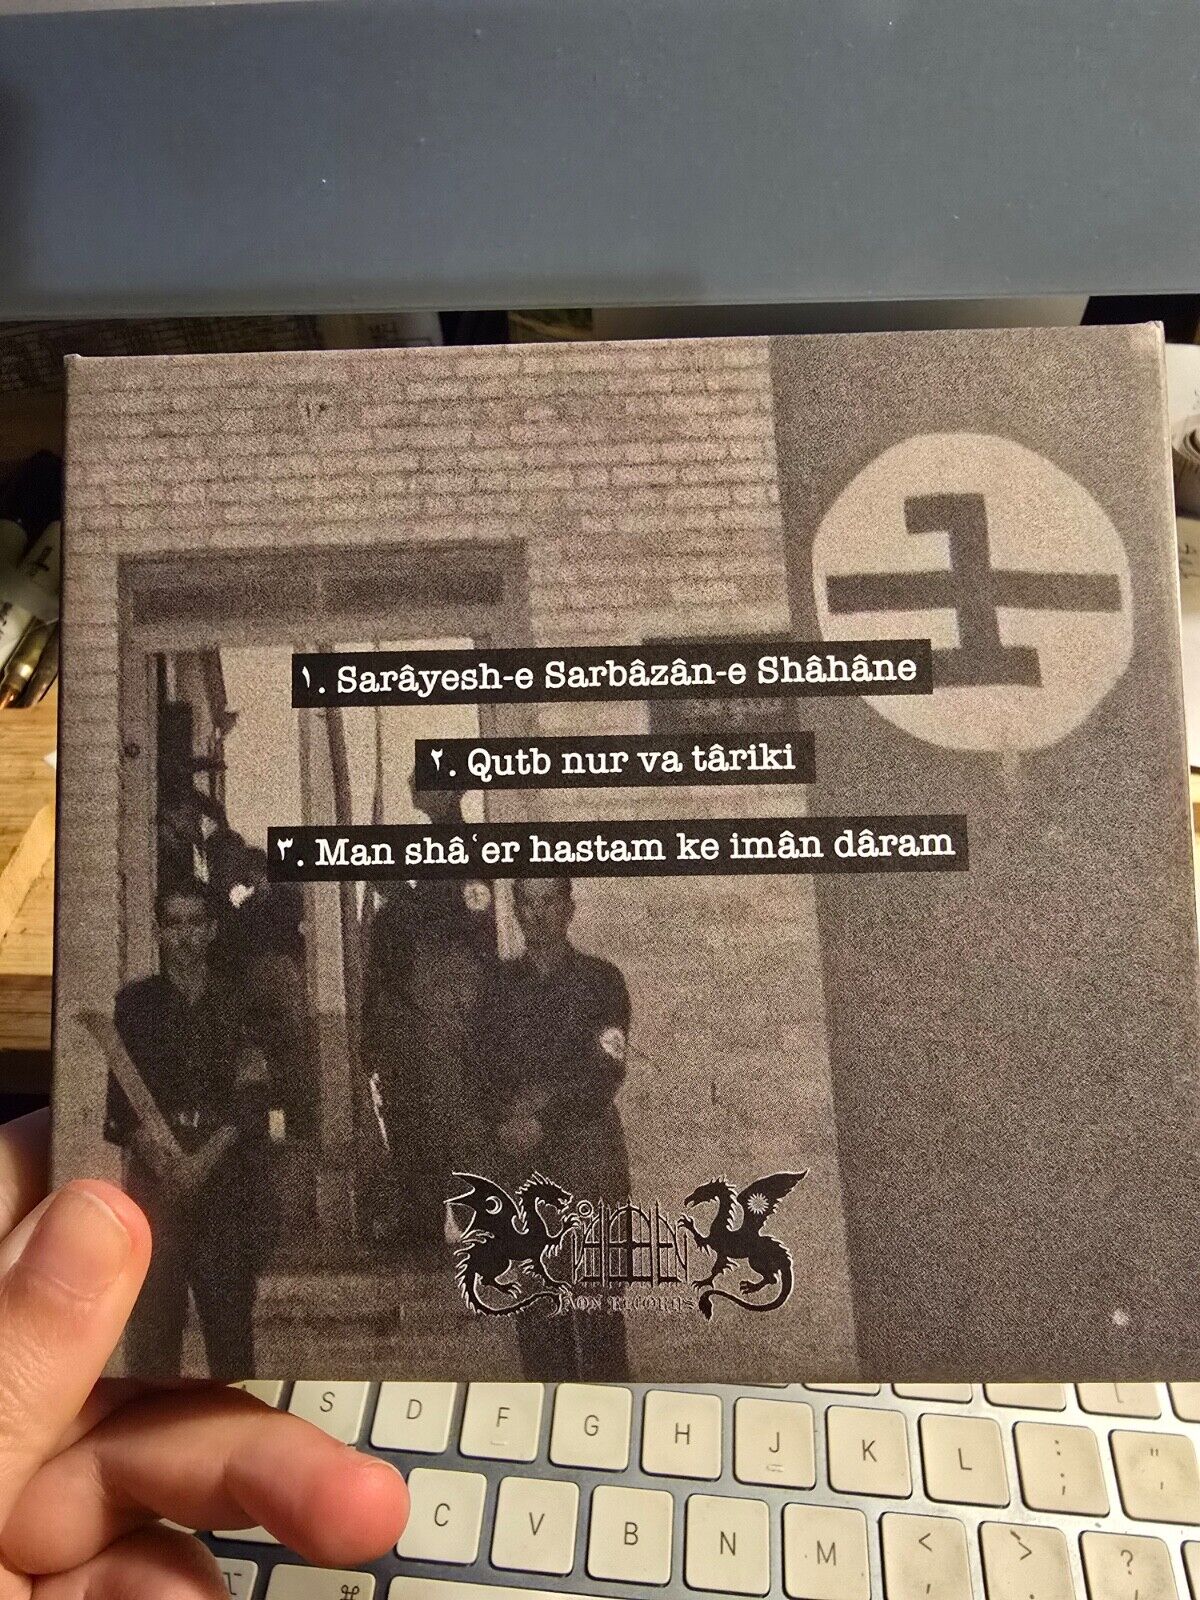 ۱. Sarâyesh-e Sarbâzân-e Shâhâne
۲. Qutb nur va târiki
۳. Man shâʿer hastam ke imân dâram
S D F G H J K L : ; " '
C V B N M < , > . ? /
⌥ ⌘